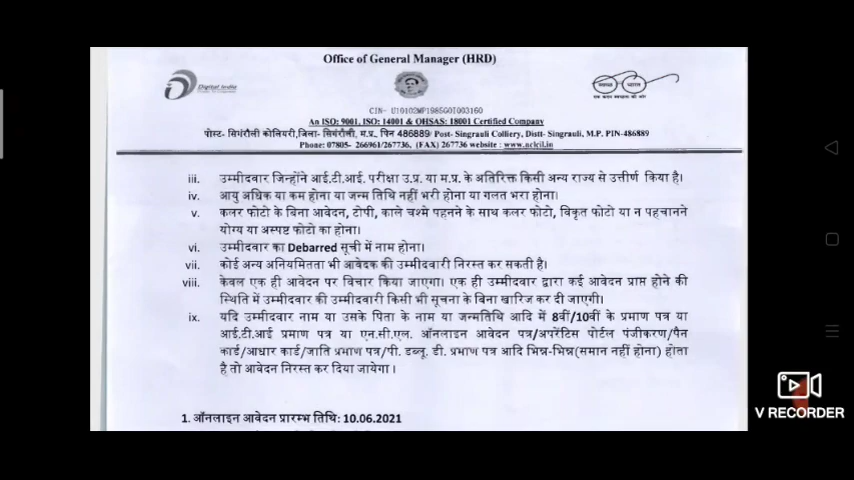 Office of General Manager (HRD)
Digital India
CIN- U10102MP1985GOI003160
An ISO: 9001, ISO: 14001 & OHSAS: 18001 Certified Company
पोस्ट- सिंगरौली कोलियरी,जिला- सिंगरौली, म.प्र., पिन 486889/ Post- Singrauli Colliery, Distt- Singrauli, M.P. PIN-486889
Phone: 07805- 266961/267736, (FAX) 267736 website : www.nclcil.in
iii. उम्मीदवार जिन्होंने आई.टी.आई. परीक्षा उ.प्र. या म.प्र. के अतिरिक्त किसी अन्य राज्य से उत्तीर्ण किया है।
iv. आयु अधिक या कम होना या जन्म तिथि नहीं भरी होना या गलत भरा होना।
v. कलर फोटो के बिना आवेदन, टोपी, काले चश्मे पहनने के साथ कलर फोटो, विकृत फोटो या न पहचानने
योग्य या अस्पष्ट फोटो का होना।
vi. उम्मीदवार का Debarred सूची में नाम होना।
vii. कोई अन्य अनियमितता भी आवेदक की उम्मीदवारी निरस्त कर सकती है।
viii. केवल एक ही आवेदन पर विचार किया जाएगा। एक ही उम्मीदवार द्वारा कई आवेदन प्राप्त होने की
स्थिति में उम्मीदवार की उम्मीदवारी किसी भी सूचना के बिना खारिज कर दी जाएगी।
ix. यदि उम्मीदवार नाम या उसके पिता के नाम या जन्मतिथि आदि में 8वीं/10वीं के प्रमाण पत्र या
आई.टी.आई प्रमाण पत्र या एन.सी.एल. ऑनलाइन आवेदन पत्र/अपरेंटिस पोर्टल पंजीकरण/पैन
कार्ड/आधार कार्ड/जाति प्रमाण पत्र/पी. डब्लू. डी. प्रमाण पत्र आदि भिन्न-भिन्न(समान नहीं होना) होता
है तो आवेदन निरस्त कर दिया जायेगा।
1. ऑनलाइन आवेदन प्रारम्भ तिथि: 10.06.2021
V RECORDER